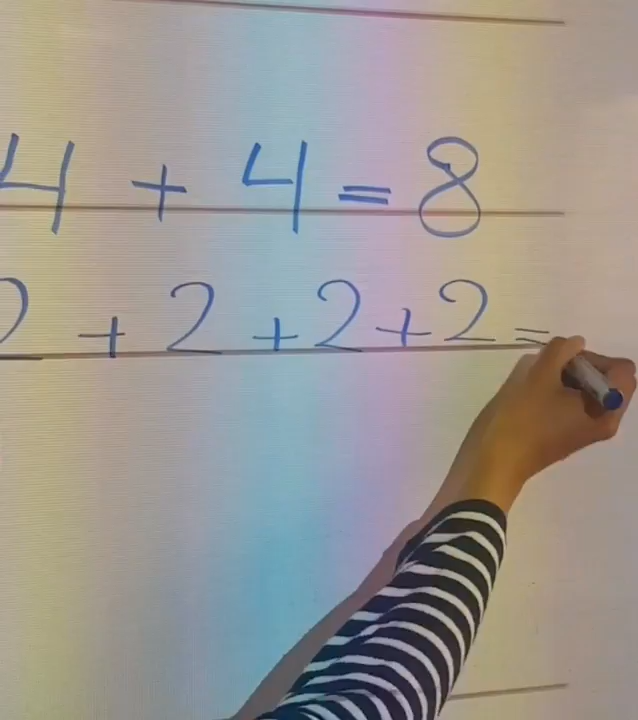 4 + 4 = 8
2 + 2 + 2 + 2 =